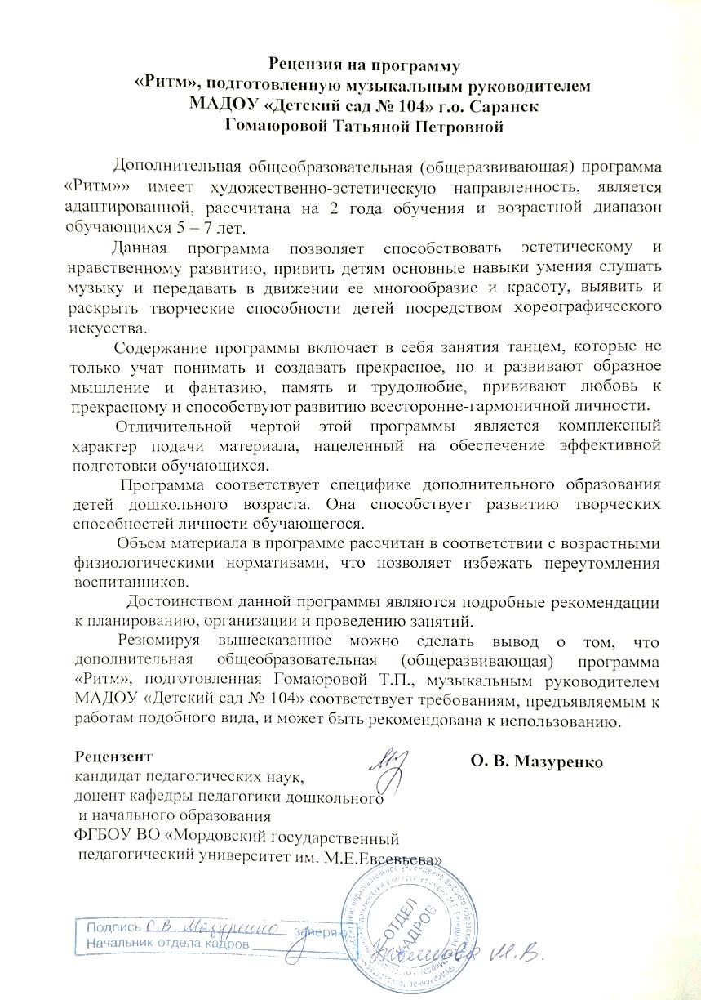 Рецензия на программу
«Ритм», подготовленную музыкальным руководителем
МАДОУ «Детский сад № 104» г.о. Саранск
Гомаюровой Татьяной Петровной
Дополнительная общеобразовательная (общеразвивающая) программа
«Ритм»» имеет художественно-эстетическую направленность, является
адаптированной, рассчитана на 2 года обучения и возрастной диапазон
обучающихся 5 – 7 лет.
Данная программа позволяет способствовать эстетическому и
нравственному развитию, привить детям основные навыки умения слушать
музыку и передавать в движении ее многообразие и красоту, выявить и
раскрыть творческие способности детей посредством хореографического
искусства.
Содержание программы включает в себя занятия танцем, которые не
только учат понимать и создавать прекрасное, но и развивают образное
мышление и фантазию, память и трудолюбие, прививают любовь к
прекрасному и способствуют развитию всесторонне-гармоничной личности.
Отличительной чертой этой программы является комплексный
характер подачи материала, нацеленный на обеспечение эффективной
подготовки обучающихся.
Программа соответствует специфике дополнительного образования
детей дошкольного возраста. Она способствует развитию творческих
способностей личности обучающегося.
Объем материала в программе рассчитан в соответствии с возрастными
физиологическими нормативами, что позволяет избежать переутомления
воспитанников.
Достоинством данной программы являются подробные рекомендации
к планированию, организации и проведению занятий.
Резюмируя вышесказанное можно сделать вывод о том, что
дополнительная общеобразовательная (общеразвивающая) программа
«Ритм», подготовленная Гомаюровой Т.П., музыкальным руководителем
МАДОУ «Детский сад № 104» соответствует требованиям, предъявляемым к
работам подобного вида, и может быть рекомендована к использованию.
Рецензент О. В. Мазуренко
кандидат педагогических наук,
доцент кафедры педагогики дошкольного
и начального образования
ФГБОУ ВО «Мордовский государственный
педагогический университет им. М.Е.Евсевьева»
ОТДЕЛ
КАДРОВ
Подпись Мазуренко заверяю
Начальник отдела кадров М.В.